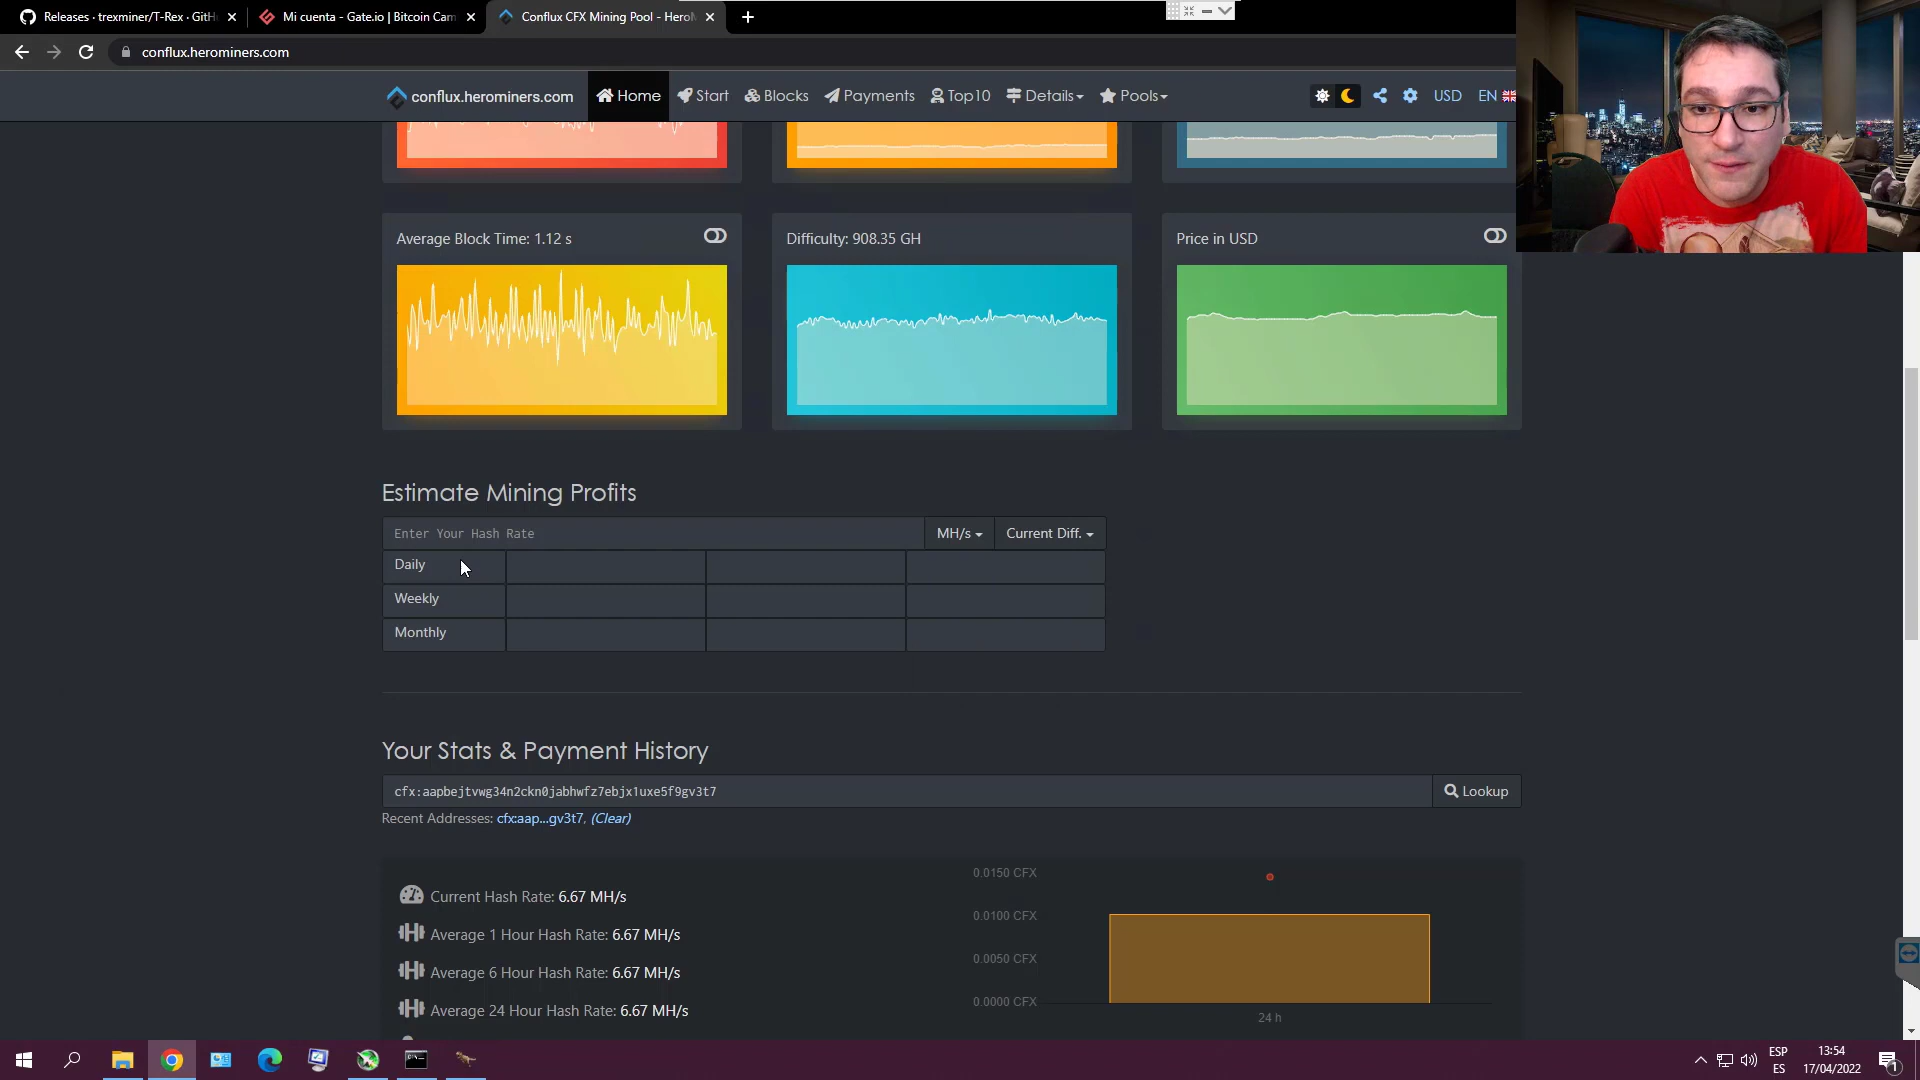 Releases · trexminer/T-Rex · GitH
Mi cuenta - Gate.io | Bitcoin Cam
Conflux CFX Mining Pool - HeroM
conflux.herominers.com
conflux.herominers.com
Home
Start
Blocks
Payments
Top10
Details
Pools
USD
EN
Average Block Time: 1.12 s
Difficulty: 908.35 GH
Price in USD
Estimate Mining Profits
Enter Your Hash Rate
MH/s
Current Diff.
Daily
Weekly
Monthly
Your Stats & Payment History
cfx:aapbejtvwg34n2ckn0jabhwfz7ebjx1uxe5f9gv3t7
Lookup
Recent Addresses: cfx:aap...gv3t7, (Clear)
Current Hash Rate: 6.67 MH/s
Average 1 Hour Hash Rate: 6.67 MH/s
Average 6 Hour Hash Rate: 6.67 MH/s
Average 24 Hour Hash Rate: 6.67 MH/s
0.0150 CFX
0.0100 CFX
0.0050 CFX
0.0000 CFX
24 h
ESP
ES
13:54
17/04/2022
1